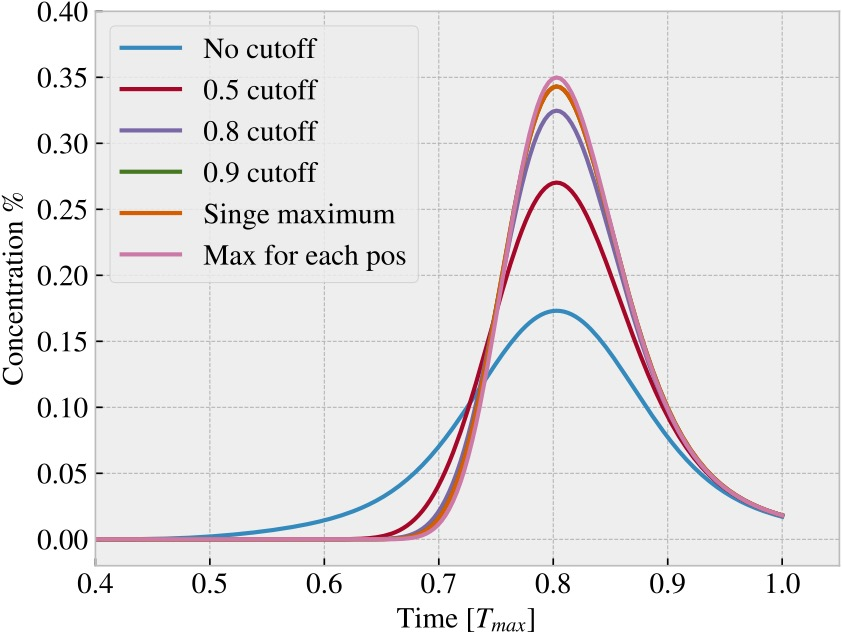 0.40
0.35
0.30
0.25
0.20
0.15
0.10
0.05
0.00
Concentration %
No cutoff
0.5 cutoff
0.8 cutoff
0.9 cutoff
Singe maximum
Max for each pos
0.4 0.5 0.6 0.7 0.8 0.9 1.0
Time [T_{max}]